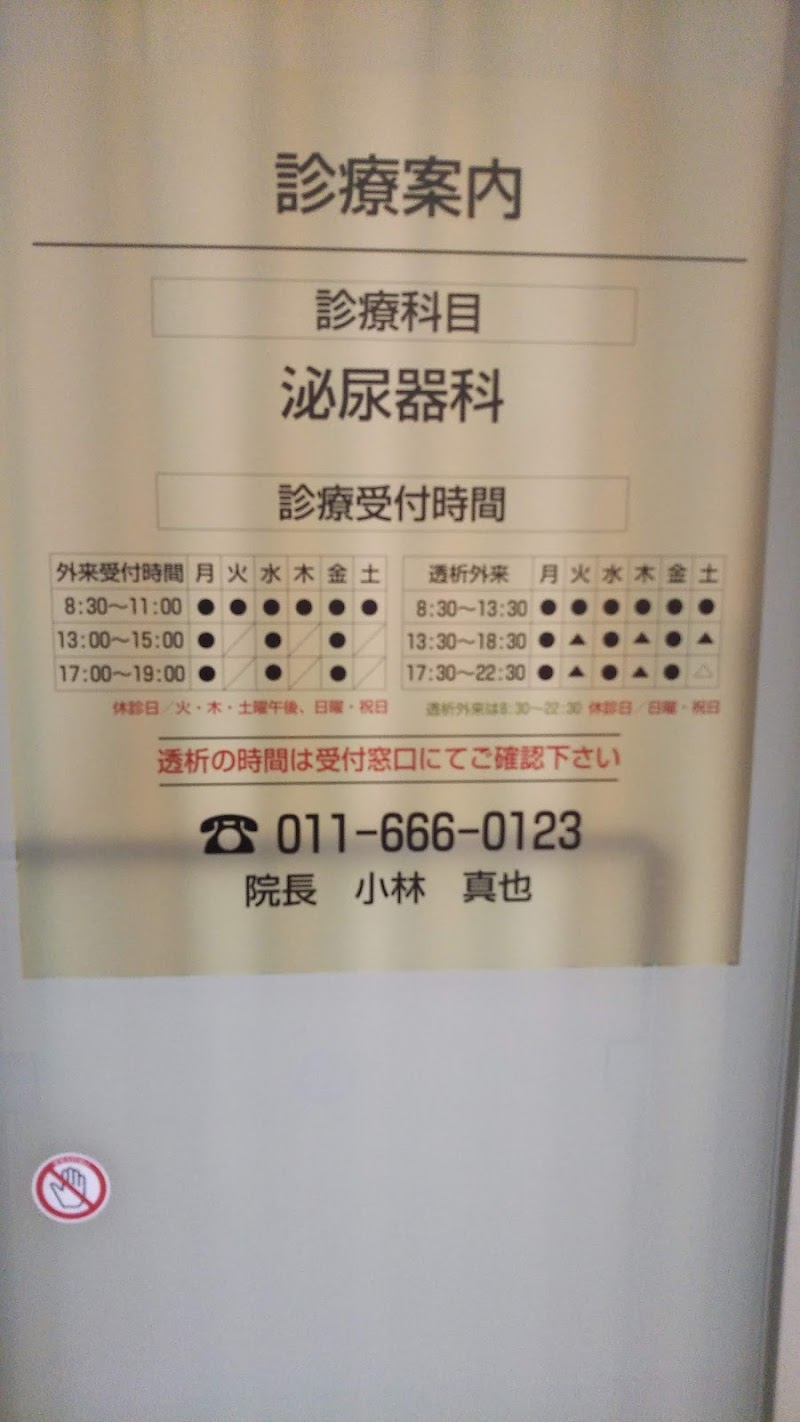 診療案内
診療科目
泌尿器科
診療受付時間
外来受付時間 月 火 水 木 金 土
8:30～11:00 ● ● ● ● ● ●
13:00～15:00 ● ／ ● ／ ● ／
17:00～19:00 ● ／ ● ／ ● ／
休診日／火・木・土曜午後、日曜・祝日
透析外来 月 火 水 木 金 土
8:30～13:30 ● ● ● ● ● ●
13:30～18:30 ● ▲ ● ▲ ● ▲
17:30～22:30 ● ▲ ● ▲ ● △
透析外来は8:30～22:30 休診日／日曜・祝日
透析の時間は受付窓口にてご確認下さい
☎ 011-666-0123
院長 小林 真也